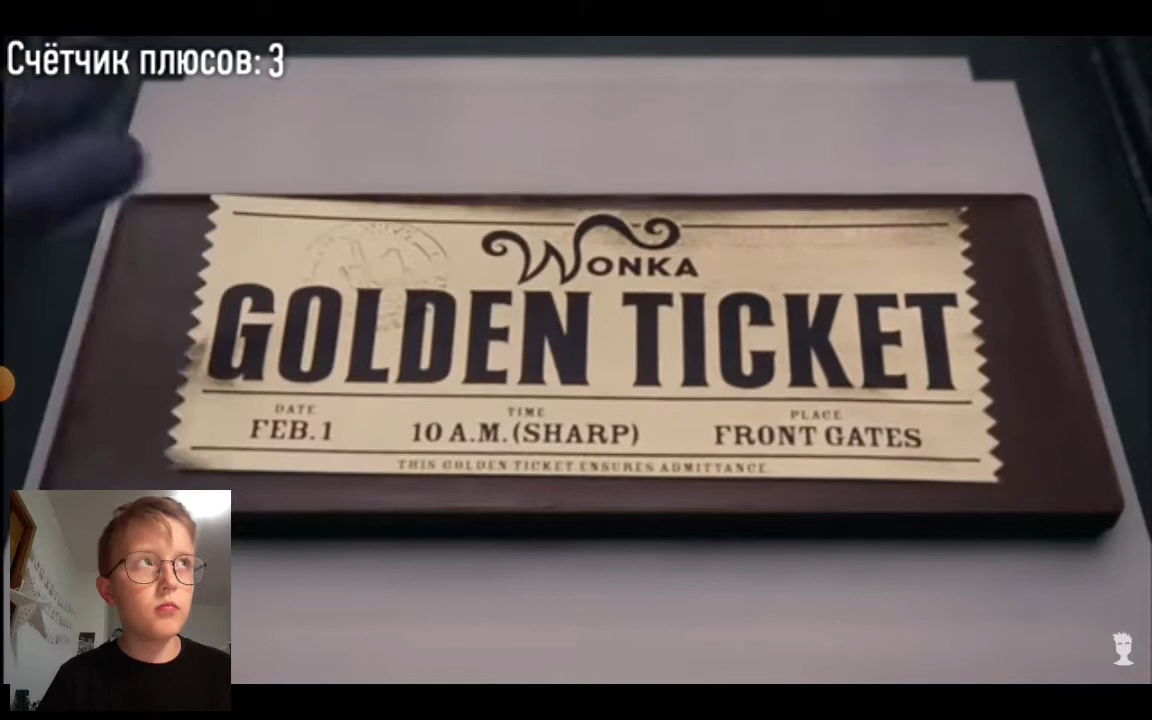 Счётчик плюсов: 3
WONKA
GOLDEN TICKET
DATE
FEB. 1
TIME
10 A.M. (SHARP)
PLACE
FRONT GATES
THIS GOLDEN TICKET ENSURES ADMITTANCE.